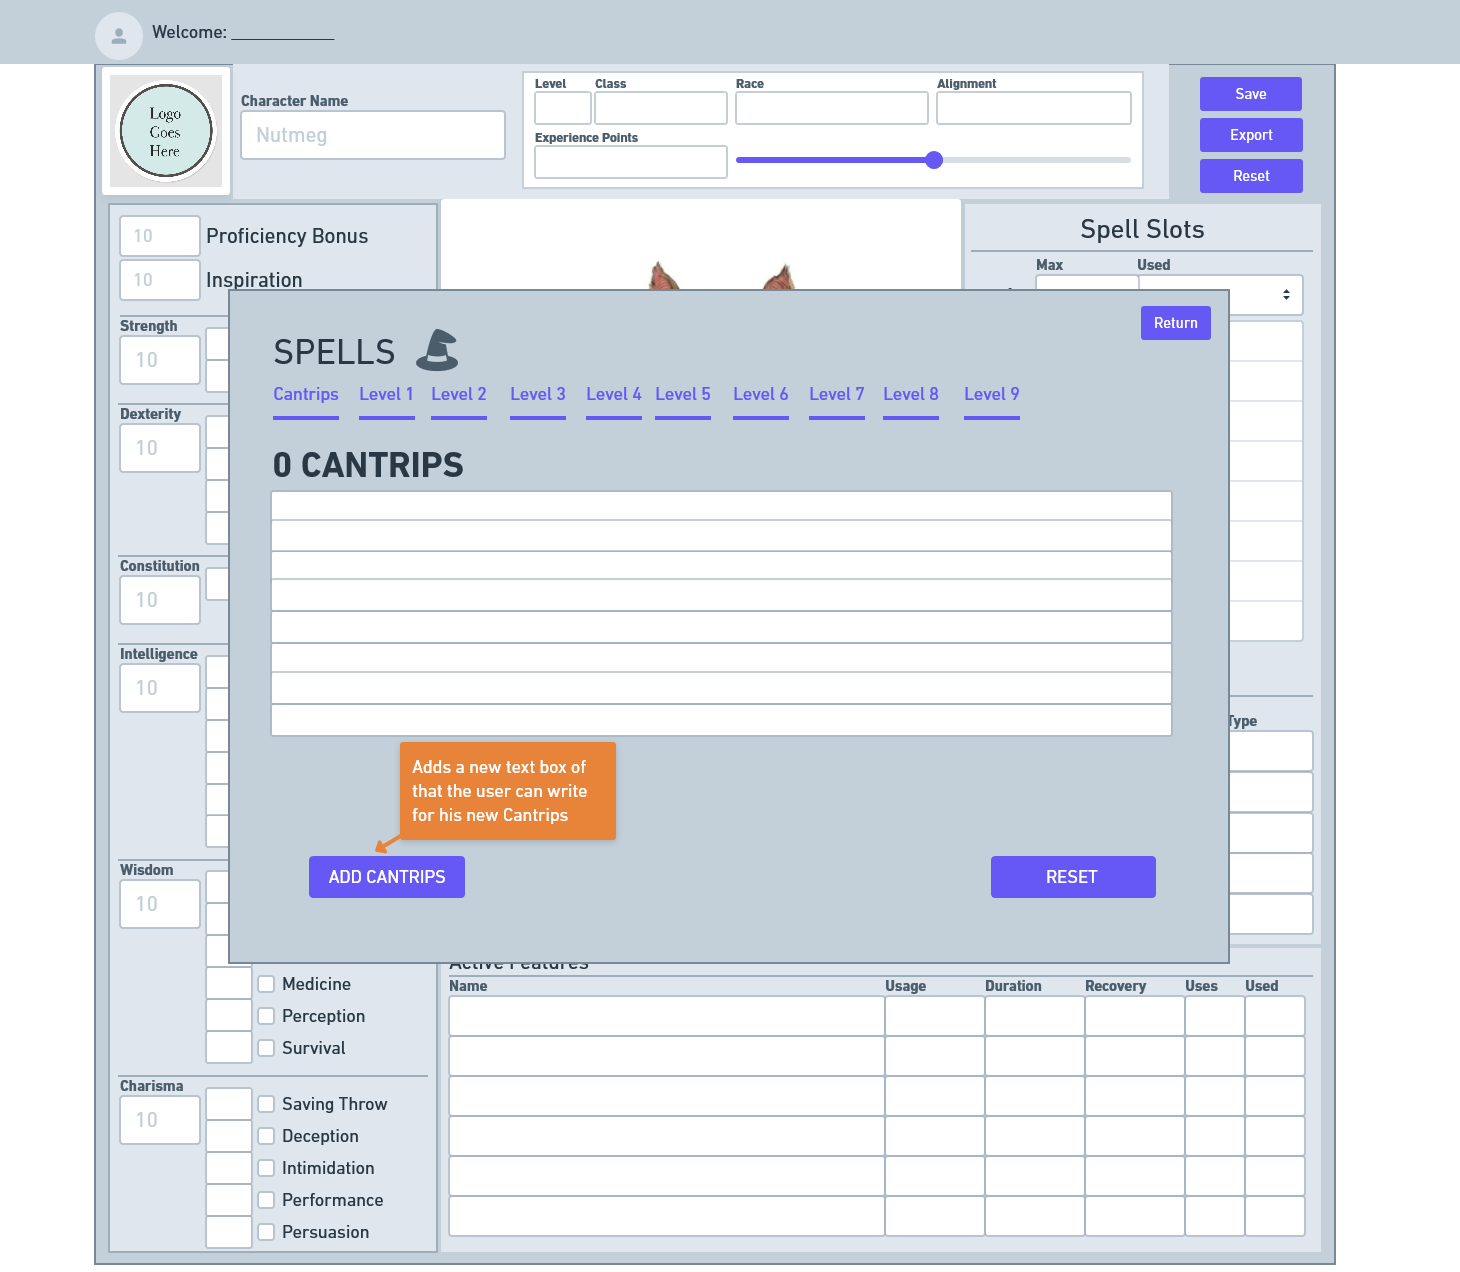 Welcome: __________
Logo
Goes
Here
Character Name
Nutmeg
Level
Class
Race
Alignment
Experience Points
Save
Export
Reset
10
Proficiency Bonus
10
Inspiration
Strength
10
Dexterity
10
Constitution
10
Intelligence
10
Wisdom
10
Medicine
Perception
Survival
Charisma
10
Saving Throw
Deception
Intimidation
Performance
Persuasion
Spell Slots
Max
Used
Return
SPELLS
Cantrips
Level 1
Level 2
Level 3
Level 4
Level 5
Level 6
Level 7
Level 8
Level 9
0 CANTRIPS
Adds a new text box of
that the user can write
for his new Cantrips
ADD CANTRIPS
RESET
Type
Active Features
Name
Usage
Duration
Recovery
Uses
Used